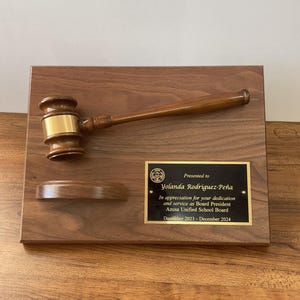 Presented to
Yolanda Rodriguez-Peña
In appreciation for your dedication
and service as Board President
Azusa Unified School Board
December 2023 - December 2024